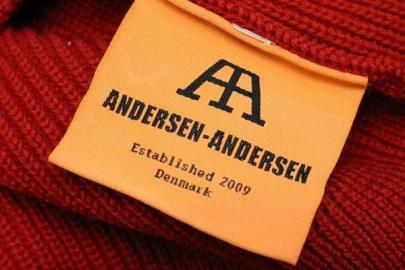 AA
ANDERSEN-ANDERSEN
Established 2009
Denmark